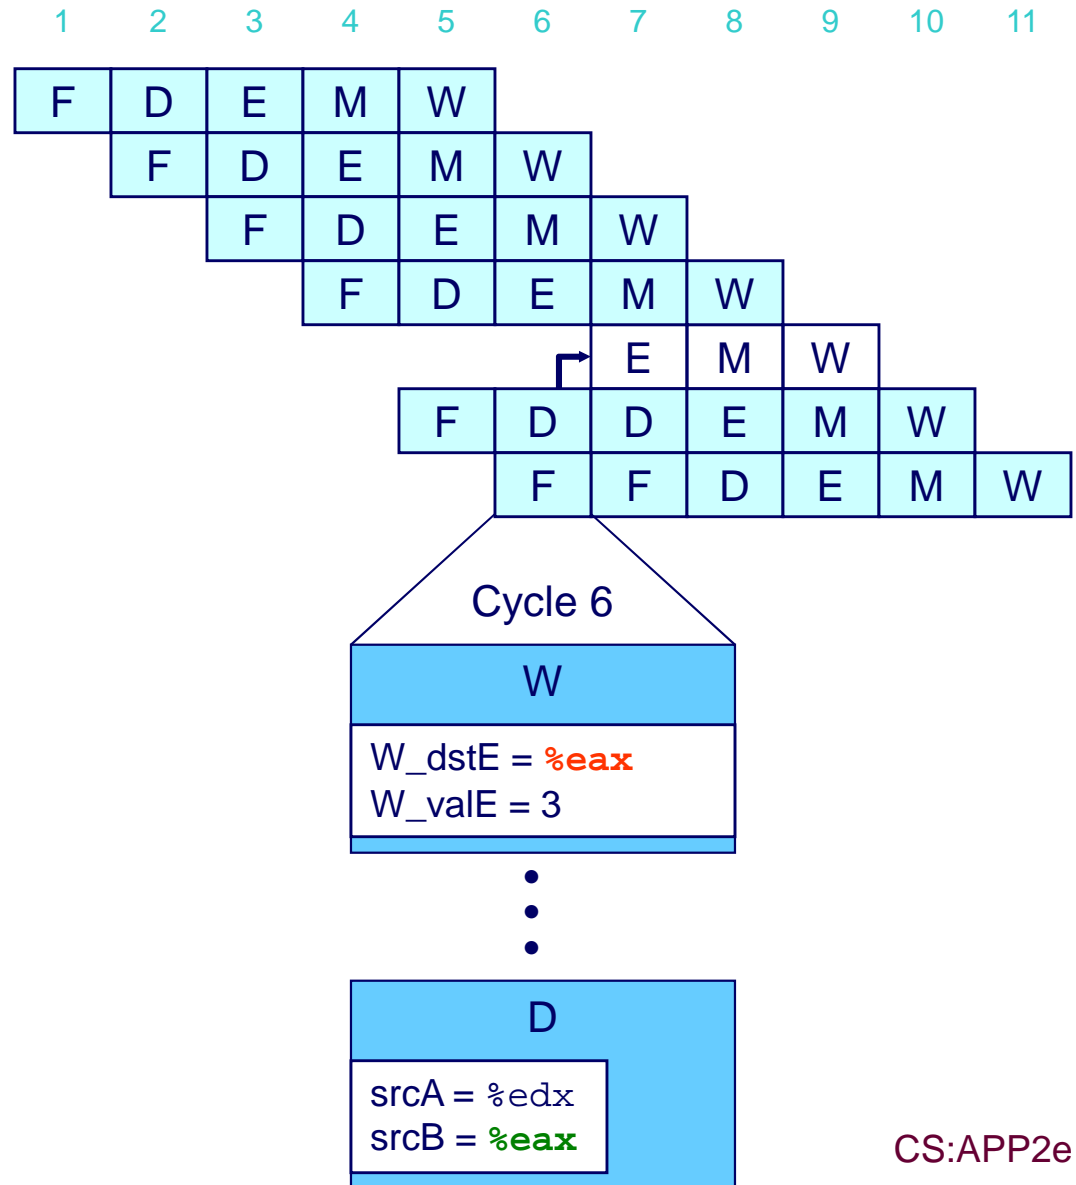 1 2 3 4 5 6 7 8 9 10 11
F D E M W
F D E M W
F D E M W
F D E M W
E M W
F D D E M W
F F D E M W
Cycle 6
W
W_dstE = %eax
W_valE = 3
D
srcA = %edx
srcB = %eax
CS:APP2e